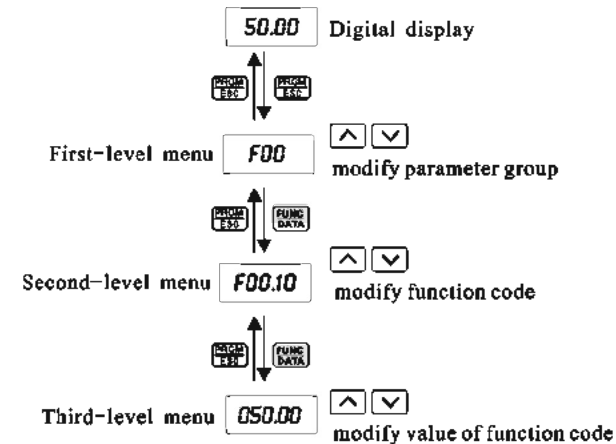 50.00 Digital display
PRGM
ESC
PRGM
ESC
First-level menu F00
modify parameter group
PRGM
ESC
FUNC
DATA
Second-level menu F00.10
modify function code
PRGM
ESC
FUNC
DATA
Third-level menu 050.00
modify value of function code